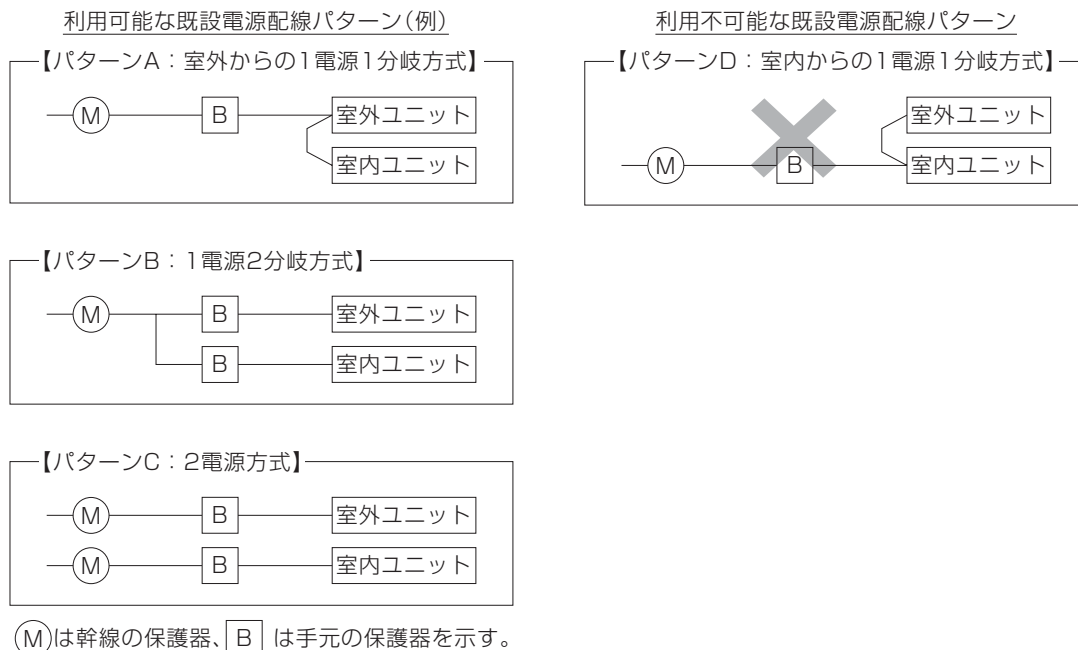 利用可能な既設電源配線パターン（例）
【パターンA：室外からの1電源1分岐方式】
M B 室外ユニット
室内ユニット
【パターンB：1電源2分岐方式】
M B 室外ユニット
B 室内ユニット
【パターンC：2電源方式】
M B 室外ユニット
M B 室内ユニット
Mは幹線の保護器、B は手元の保護器を示す。
利用不可能な既設電源配線パターン
【パターンD：室内からの1電源1分岐方式】
室外ユニット
M B 室内ユニット